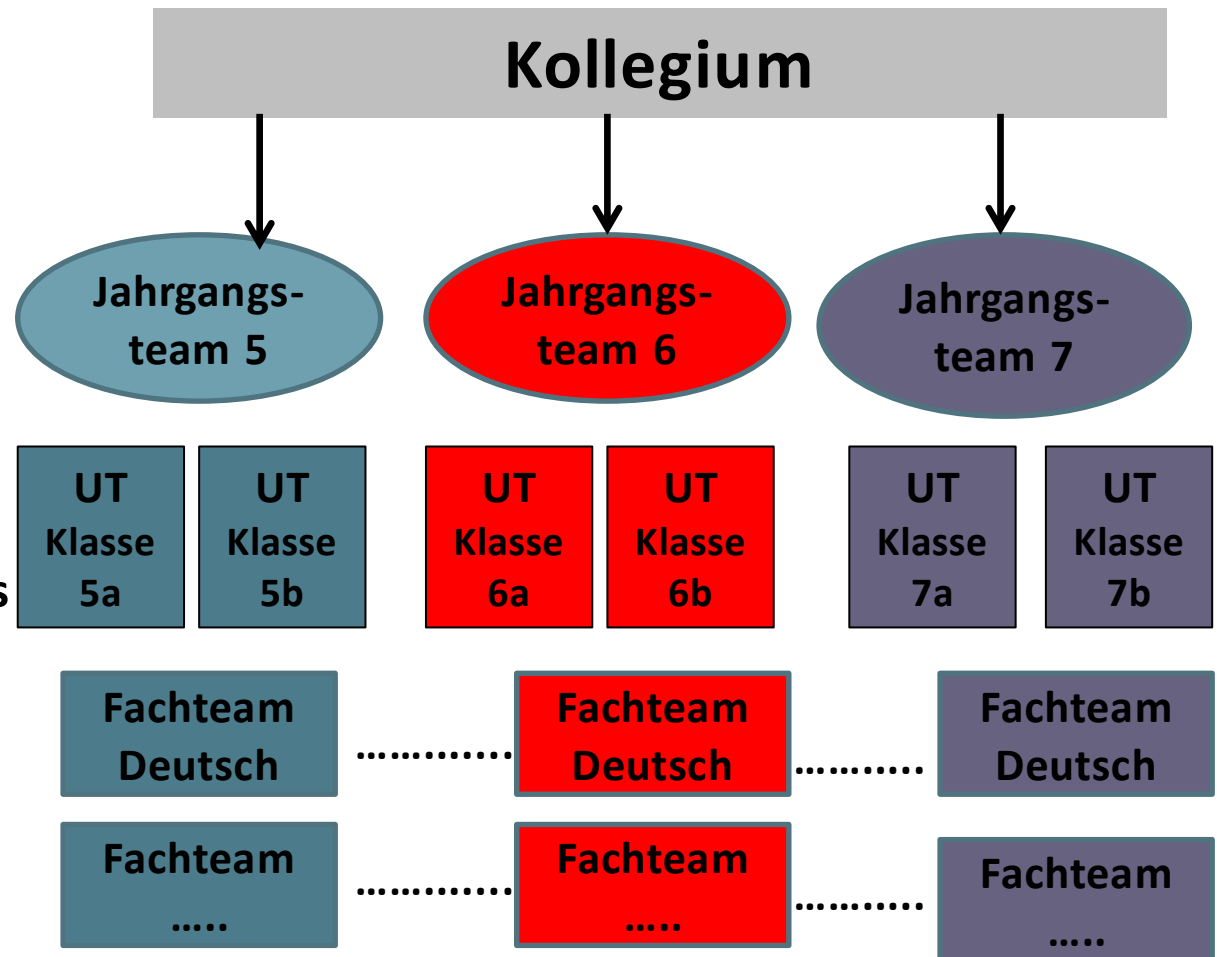 Kollegium
Jahrgangs-
team 5
Jahrgangs-
team 6
Jahrgangs-
team 7
UT
Klasse
5a
UT
Klasse
5b
UT
Klasse
6a
UT
Klasse
6b
UT
Klasse
7a
UT
Klasse
7b
s
Fachteam
Deutsch
.............
Fachteam
Deutsch
...........
Fachteam
Deutsch
Fachteam
.....
.............
Fachteam
.....
...........
Fachteam
.....